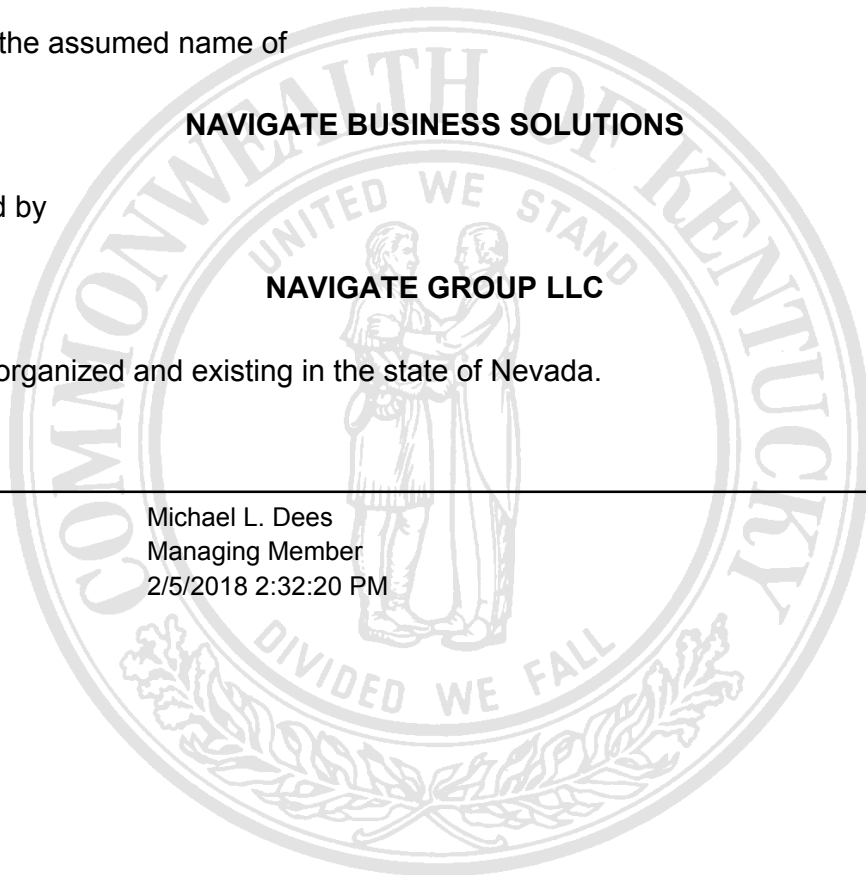 the assumed name of
NAVIGATE BUSINESS SOLUTIONS
d by
NAVIGATE GROUP LLC
organized and existing in the state of Nevada.
Michael L. Dees
Managing Member
2/5/2018 2:32:20 PM
COMMONWEALTH OF KENTUCKY
UNITED WE STAND
DIVIDED WE FALL